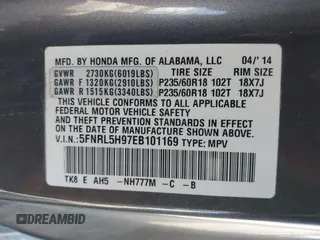 MFD. BY HONDA MFG. OF ALABAMA, LLC 04/'14
GVWR 2730KG(6019LBS) TIRE SIZE RIM SIZE
GAWR F 1320KG(2910LBS) P235/60R18 102T 18X7J
GAWR R 1515KG(3340LBS) P235/60R18 102T 18X7J
THIS VEHICLE CONFORMS TO ALL APPLICABLE FEDERAL MOTOR VEHICLE SAFETY AND THEFT PREVENTION STANDARDS IN EFFECT ON THE DATE OF MANUFACTURE SHOWN ABOVE.
V.I.N.:5FNRL5H97EB101169 TYPE: MPV
TK8 E AH5 -NH777M -C -B
DREAMBID